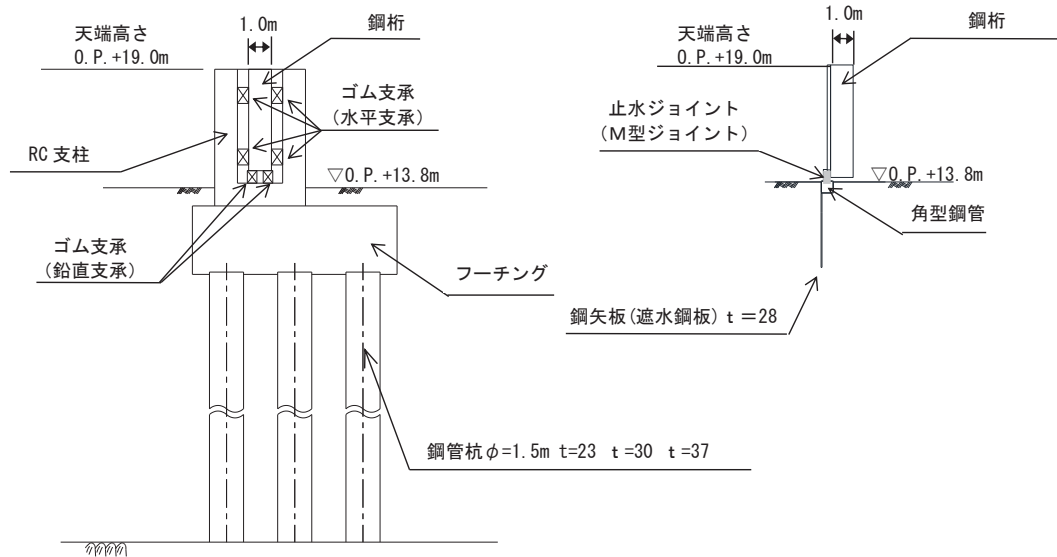 天端高さ
O.P.+19.0m
1.0m
鋼桁
ゴム支承
(水平支承)
RC支柱
▽O.P.+13.8m
ゴム支承
(鉛直支承)
フーチング
鋼管杭φ=1.5m t=23 t=30 t=37
天端高さ
O.P.+19.0m
1.0m
鋼桁
止水ジョイント
(M型ジョイント)
▽O.P.+13.8m
角型鋼管
鋼矢板(遮水鋼板) t=28